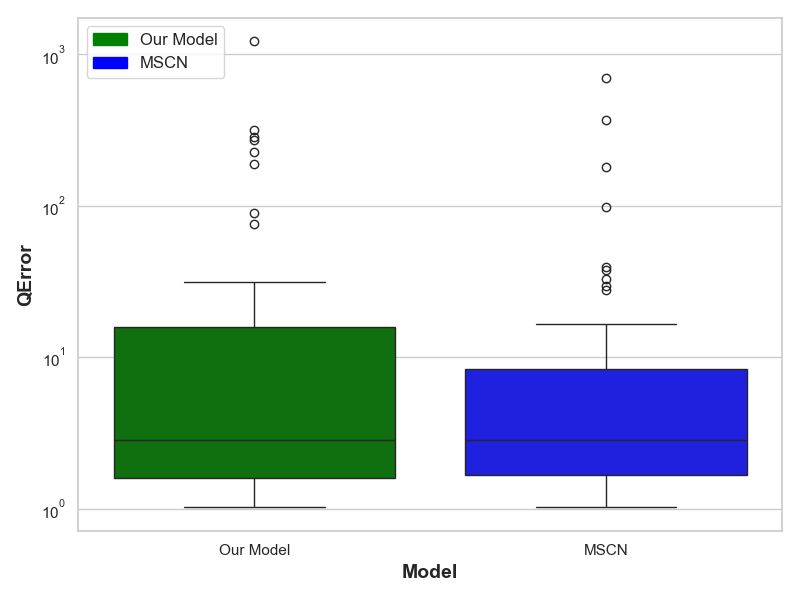 Our Model
MSCN
10³
10²
10¹
10⁰
QError
Our Model
MSCN
Model